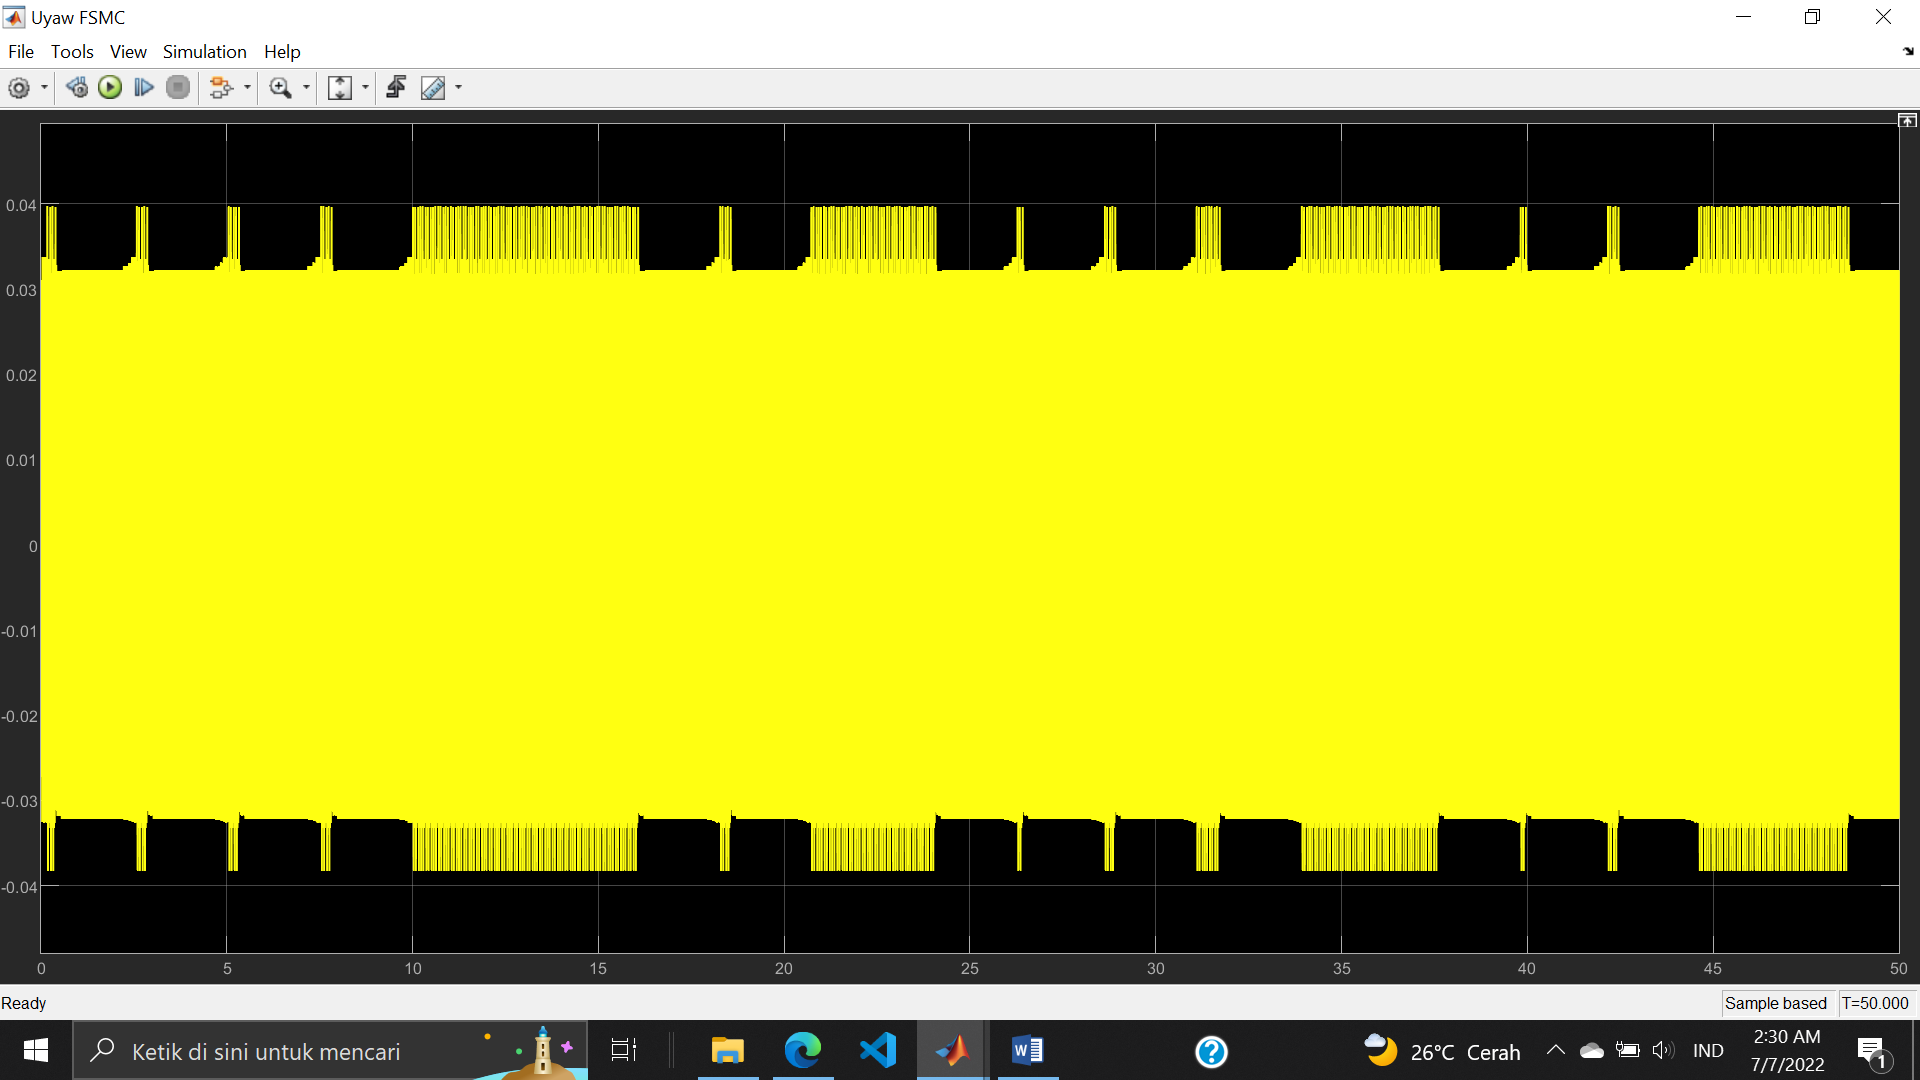 Uyaw FSMC
File Tools View Simulation Help
0.04
0.03
0.02
0.01
0
-0.01
-0.02
-0.03
-0.04
0 5 10 15 20 25 30 35 40 45 50
Ready Sample based T=50.000
Ketik di sini untuk mencari 26°C Cerah IND 2:30 AM
7/7/2022 1